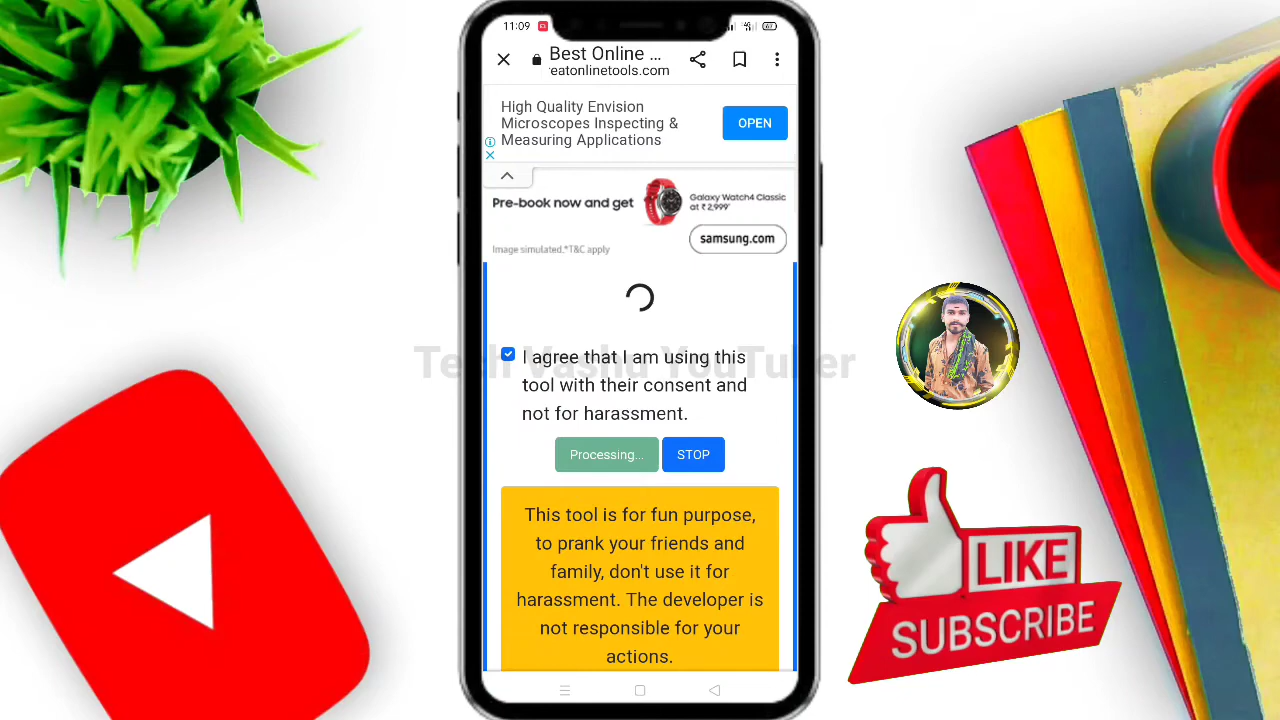 11:09
Best Online ...
eatonlinetools.com
High Quality Envision
Microscopes Inspecting &
Measuring Applications
OPEN
Pre-book now and get
Galaxy Watch4 Classic
at ₹ 2,999*
Image simulated.*T&C apply
samsung.com
Tech Vashu YouTuber
I agree that I am using this
tool with their consent and
not for harassment.
Processing...
STOP
This tool is for fun purpose,
to prank your friends and
family, don't use it for
harassment. The developer is
not responsible for your
actions.
LIKE
SUBSCRIBE